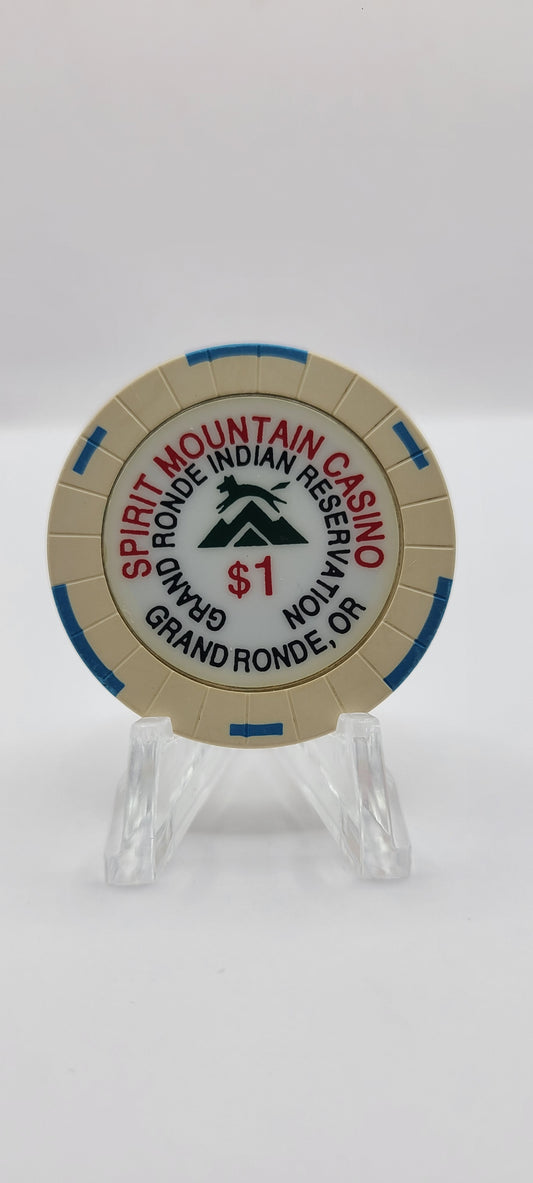 SPIRIT MOUNTAIN CASINO
GRAND RONDE INDIAN RESERVATION
$1
GRAND RONDE, OR